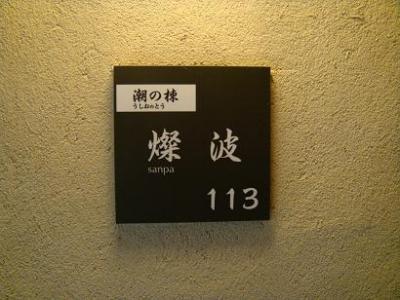 潮の棟
うしおのとう
燦波
sanpa
113